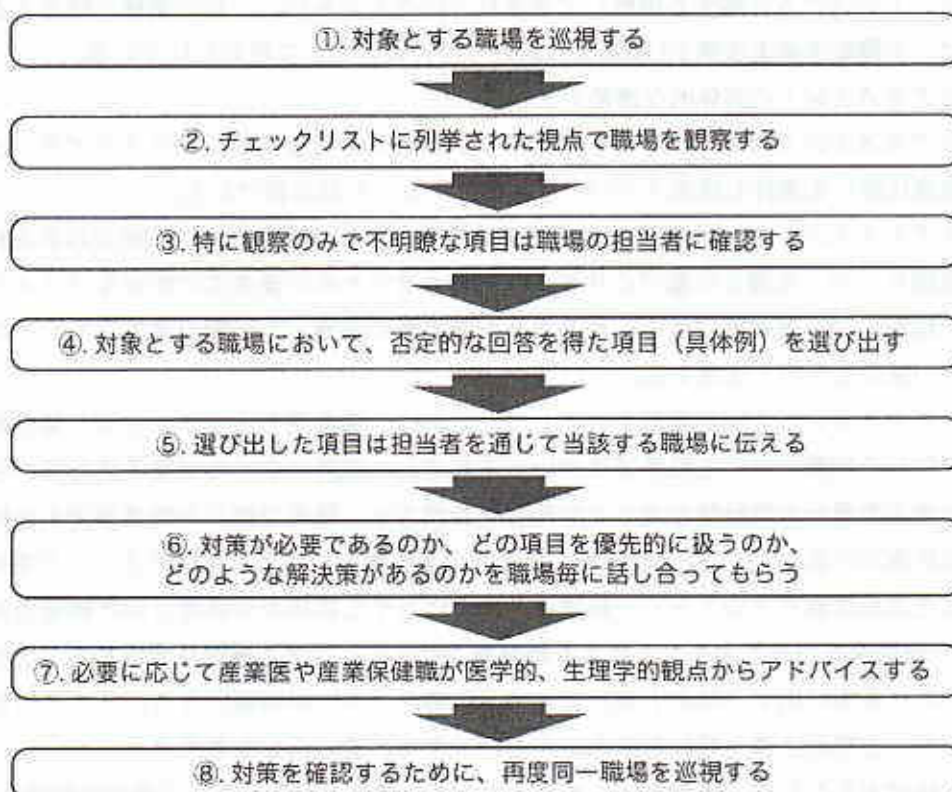 ①. 対象とする職場を巡視する
②. チェックリストに列挙された視点で職場を観察する
③. 特に観察のみで不明瞭な項目は職場の担当者に確認する
④. 対象とする職場において、否定的な回答を得た項目（具体例）を選び出す
⑤. 選び出した項目は担当者を通じて当該する職場に伝える
⑥. 対策が必要であるのか、どの項目を優先的に扱うのか、
どのような解決策があるのかを職場毎に話し合ってもらう
⑦. 必要に応じて産業医や産業保健職が医学的、生理学的観点からアドバイスする
⑧. 対策を確認するために、再度同一職場を巡視する